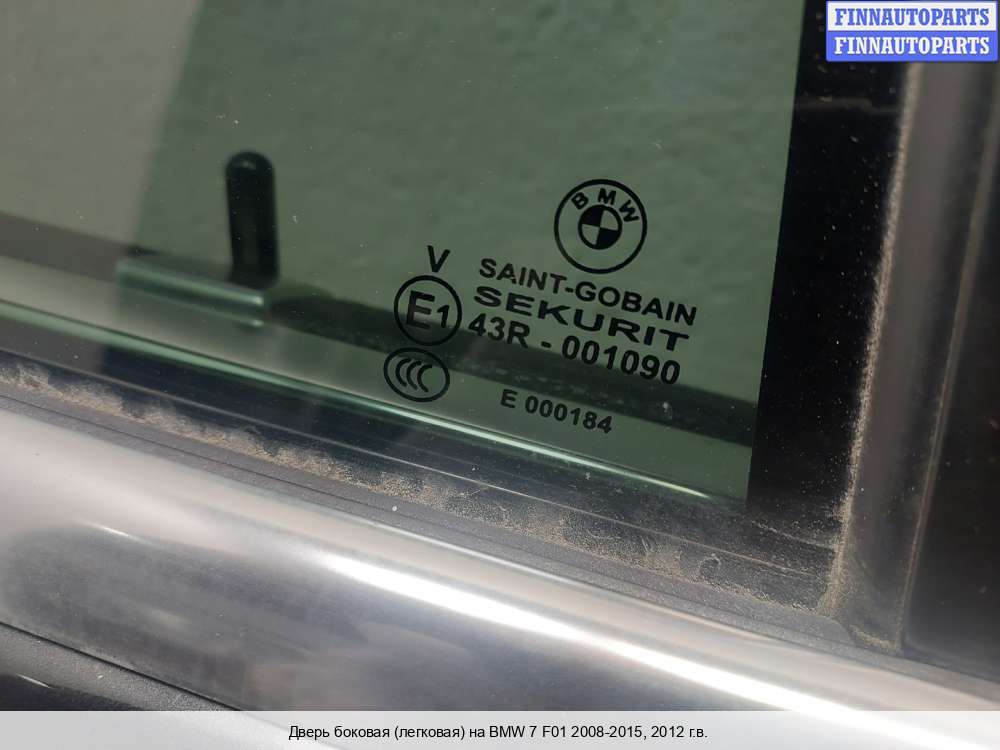 FINNAUTOPARTS
FINNAUTOPARTS
BMW
V
SAINT-GOBAIN
SEKURIT
E1
43R - 001090
CCC
E 000184
Дверь боковая (легковая) на BMW 7 F01 2008-2015, 2012 г.в.